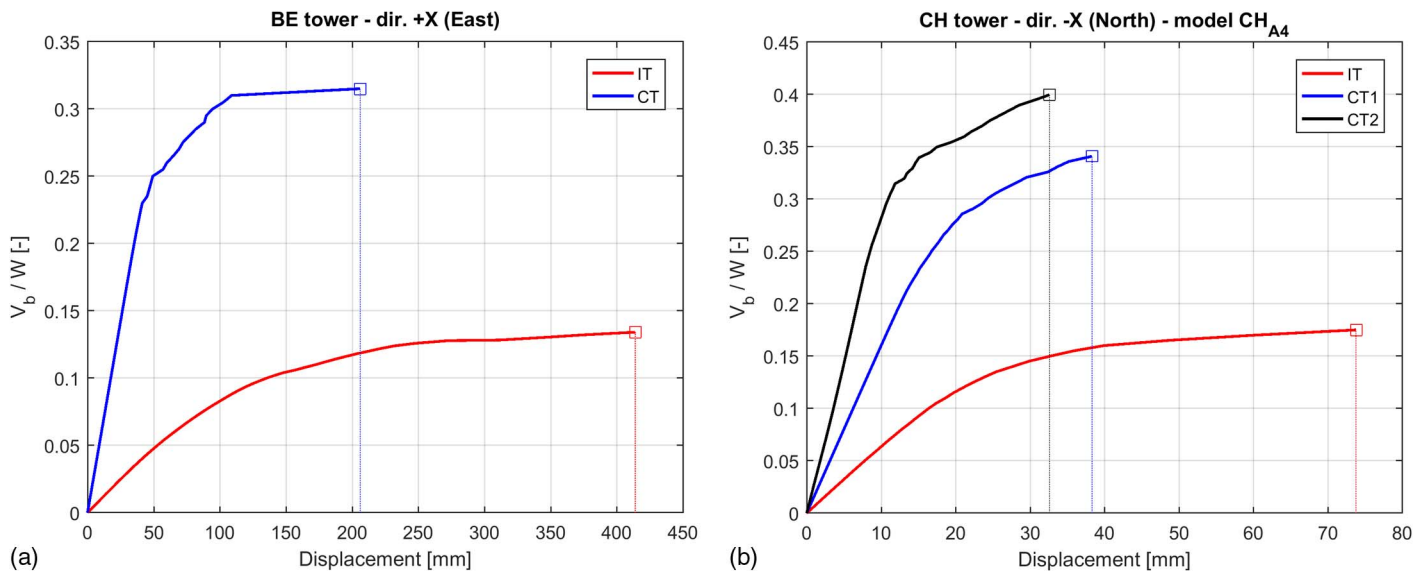 BE tower - dir. +X (East)
0.35
0.3
0.25
0.2
0.15
0.1
0.05
0
V_b / W [-]
IT
CT
0 50 100 150 200 250 300 350 400 450
Displacement [mm]
(a)
CH tower - dir. -X (North) - model CH_A4
0.45
0.4
0.35
0.3
0.25
0.2
0.15
0.1
0.05
0
V_b / W [-]
IT
CT1
CT2
0 10 20 30 40 50 60 70 80
Displacement [mm]
(b)